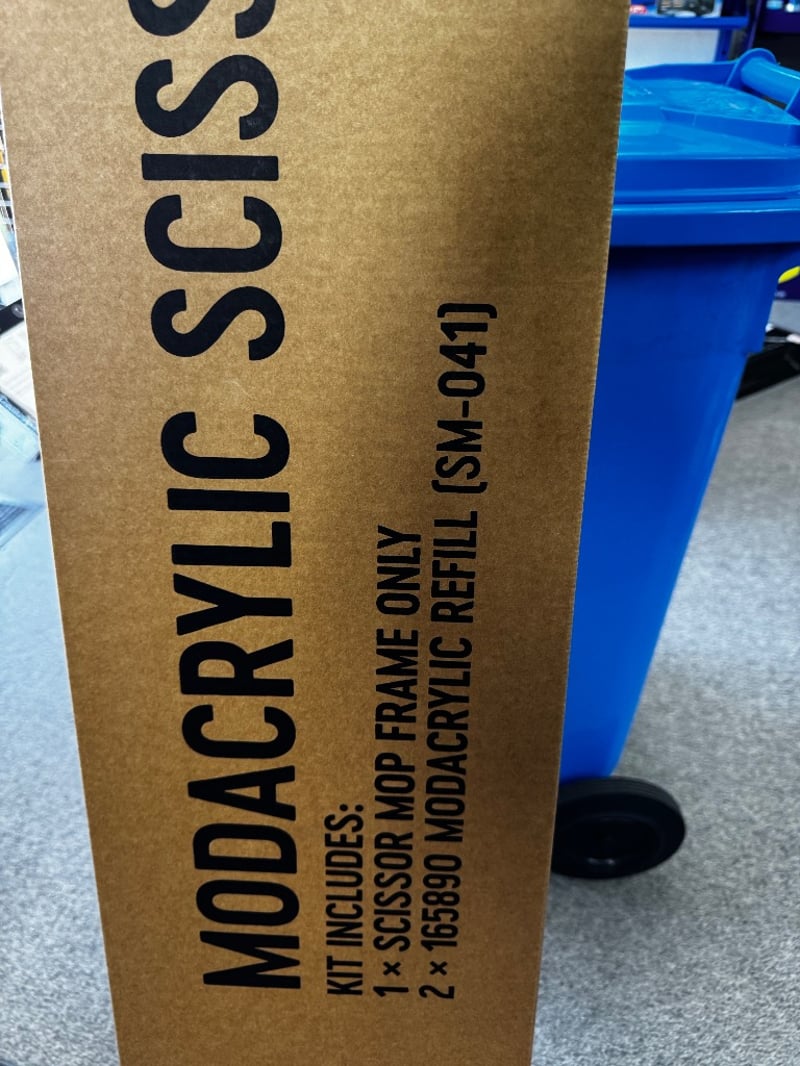 MODACRYLIC SCISS
KIT INCLUDES:
1 × SCISSOR MOP FRAME ONLY
2 × 165890 MODACRYLIC REFILL (SM-041)